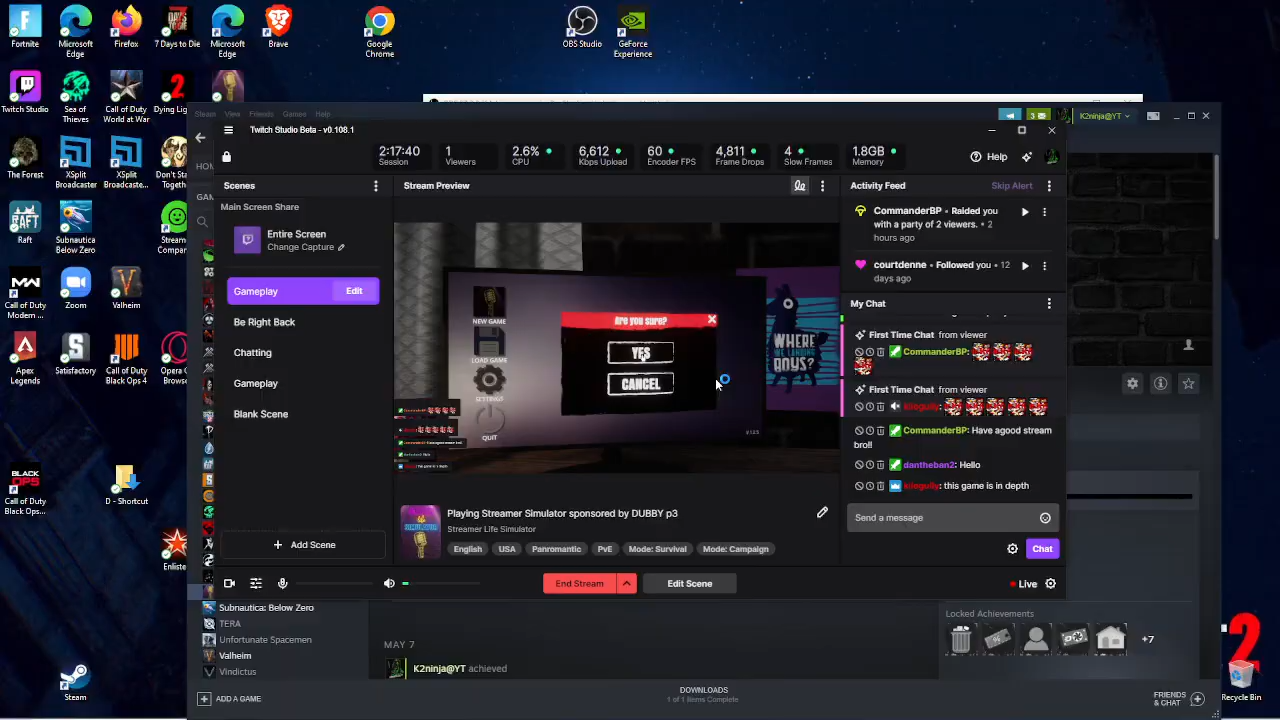 Fortnite
Microsoft Edge
Firefox
7 Days to Die
Microsoft Edge
Brave
Google Chrome
OBS Studio
GeForce Experience
Twitch Studio
Sea of Thieves
Call of Duty
Dying Light
The Forest
XSplit Broadcaster
Call of Duty
Don't Starve Together
Raft
Subnautica Below Zero
XSplit Broadcaster
Call of Duty Modern ...
Zoom
Valheim
Apex Legends
Satisfactory
Call of Duty Black Ops 4
Call of Duty Black Ops...
D - Shortcut
Steam
Recycle Bin
Steam View Friends Games Help
3
K2ninja@YT
Twitch Studio Beta - v0.108.1
2:17:40 Session
1 Viewers
2.6% CPU
6,612 Kbps Upload
60 Encoder FPS
4,811 Frame Drops
4 Slow Frames
1.8GB Memory
Help
Scenes
Main Screen Share
Entire Screen
Change Capture
Gameplay Edit
Be Right Back
Chatting
Gameplay
Blank Scene
+ Add Scene
Stream Preview
NEW GAME
LOAD GAME
SETTINGS
QUIT
Are you sure?
YES
CANCEL
WHERE
WE LANDING
BOYS?
Playing Streamer Simulator sponsored by DUBBY p3
Streamer Life Simulator
English USA Panromantic PvE Mode: Survival Mode: Campaign
End Stream
Edit Scene
Activity Feed Skip Alert
CommanderBP • Raided you
with a party of 2 viewers. • 2
hours ago
courtdenne • Followed you • 12
days ago
My Chat
First Time Chat from viewer
CommanderBP:
First Time Chat from viewer
CommanderBP: Have agood stream
bro!!
dantheban2: Hello
this game is in depth
Send a message
Chat
Live
Subnautica: Below Zero
TERA
Unfortunate Spacemen
Valheim
Vindictus
ADD A GAME
MAY 7
K2ninja@YT achieved
Locked Achievements
+7
DOWNLOADS
1 of 1 Items Complete
FRIENDS
& CHAT